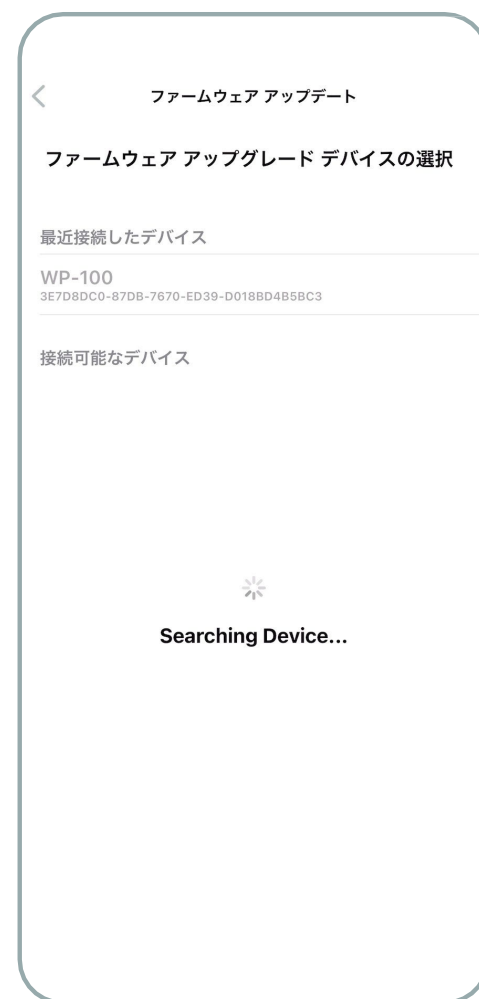 ファームウェア アップデート
ファームウェア アップグレード デバイスの選択
最近接続したデバイス
WP-100
3E7D8DC0-87DB-7670-ED39-D018BD4B5BC3
接続可能なデバイス
Searching Device...